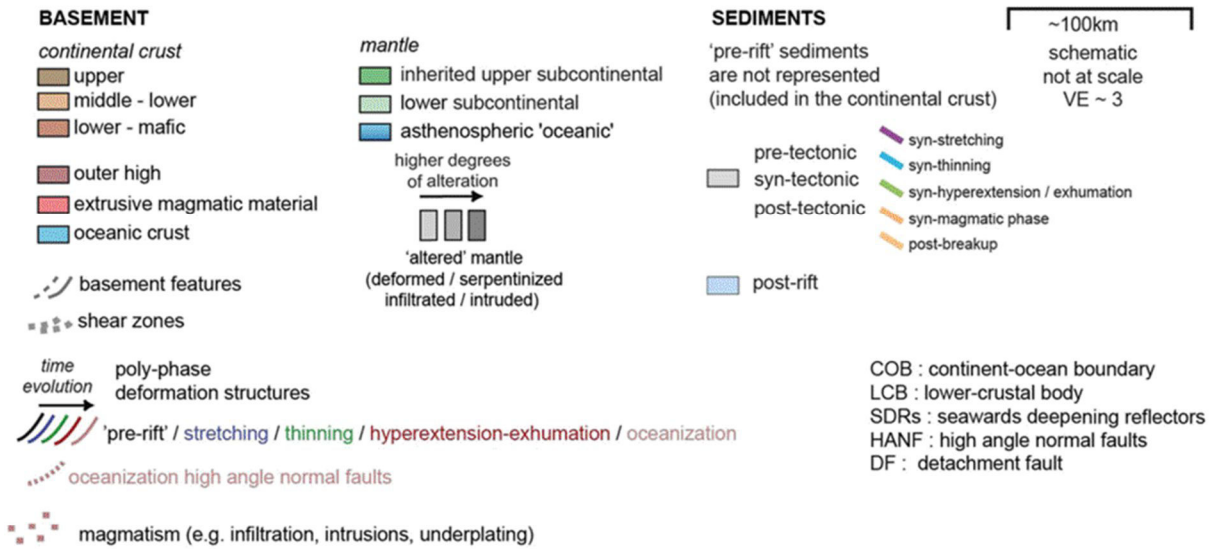 BASEMENT
continental crust
upper
middle - lower
lower - mafic
outer high
extrusive magmatic material
oceanic crust
basement features
shear zones
mantle
inherited upper subcontinental
lower subcontinental
asthenospheric 'oceanic'
higher degrees
of alteration
'altered' mantle
(deformed / serpentinized
infiltrated / intruded)
SEDIMENTS
'pre-rift' sediments
are not represented
(included in the continental crust)
pre-tectonic
syn-tectonic
post-tectonic
syn-stretching
syn-thinning
syn-hyperextension / exhumation
syn-magmatic phase
post-breakup
post-rift
~100km
schematic
not at scale
VE ~ 3
time
evolution
poly-phase
deformation structures
'pre-rift' / stretching / thinning / hyperextension-exhumation / oceanization
oceanization high angle normal faults
magmatism (e.g. infiltration, intrusions, underplating)
COB : continent-ocean boundary
LCB : lower-crustal body
SDRs : seawards deepening reflectors
HANF : high angle normal faults
DF : detachment fault